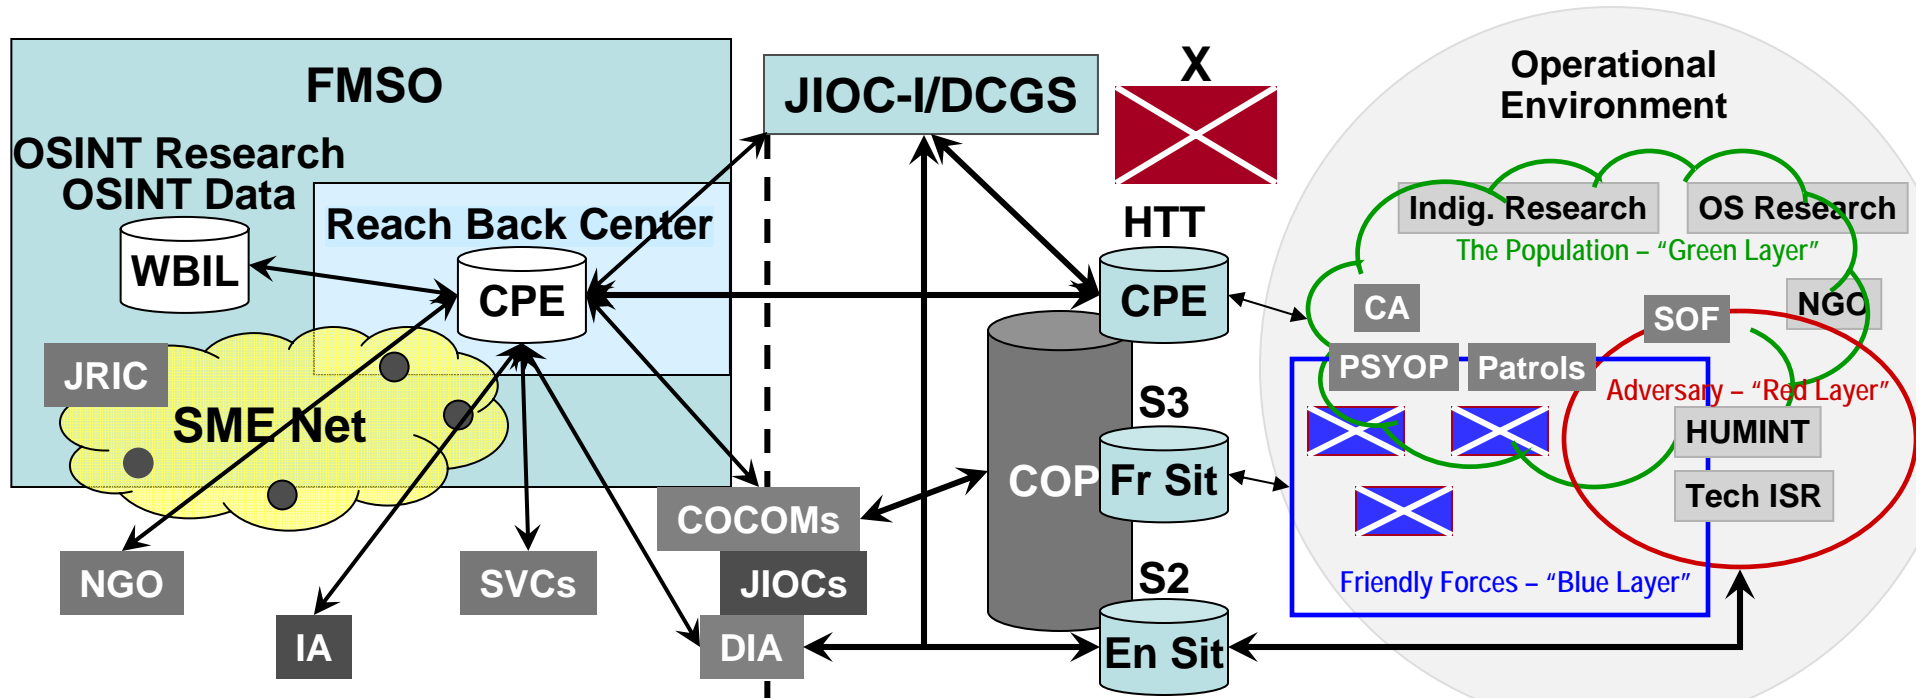 FMSO
OSINT Research
OSINT Data
WBIL
Reach Back Center
CPE
JRIC
SME Net
NGO
IA
SVCs
COCOMs
JIOCs
DIA
JIOC-I/DCGS
X
HTT
CPE
COP
S3
Fr Sit
S2
En Sit
Operational
Environment
Indig. Research
OS Research
The Population – “Green Layer”
CA
NGO
SOF
PSYOP
Patrols
Adversary – “Red Layer”
HUMINT
Tech ISR
Friendly Forces – “Blue Layer”